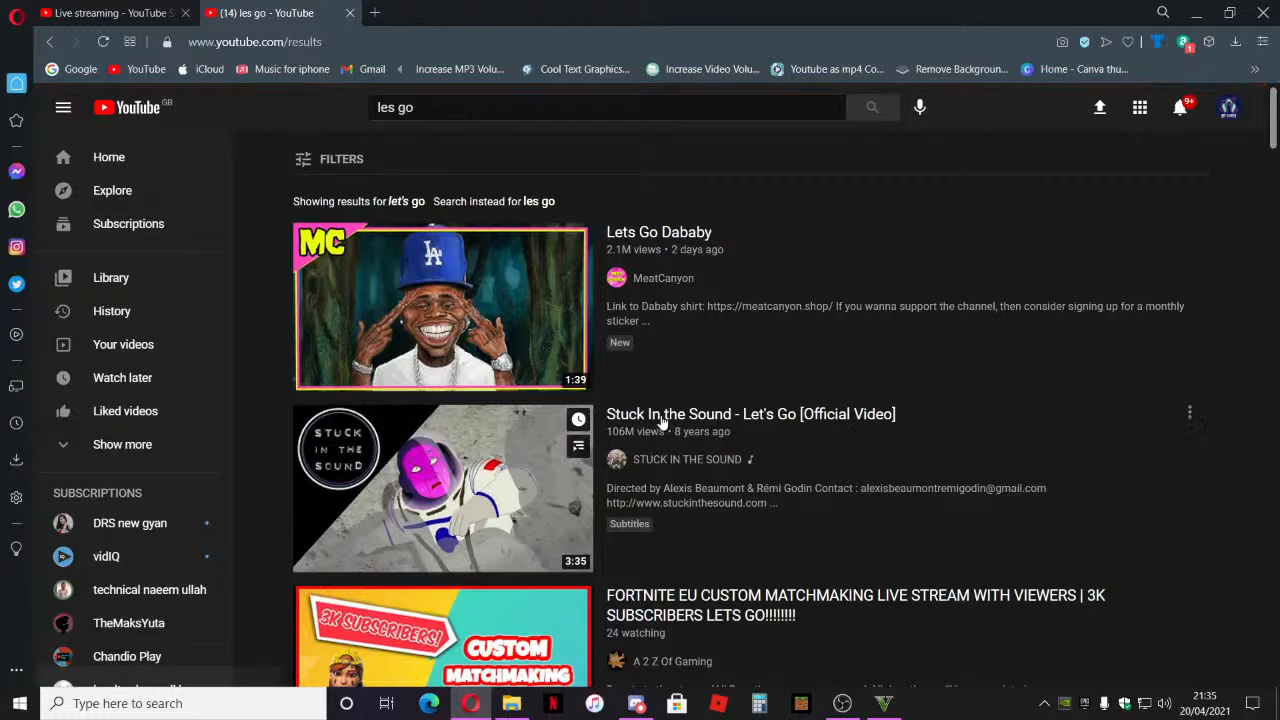 Live streaming - YouTube S
(14) les go - YouTube
www.youtube.com/results
1
Google
YouTube
iCloud
Music for iphone
Gmail
Increase MP3 Volu...
Cool Text Graphics...
Increase Video Volu...
Youtube as mp4 Co...
Remove Backgroun...
Home - Canva thu...
YouTube GB
les go
9+
Home
Explore
Subscriptions
Library
History
Your videos
Watch later
Liked videos
Show more
SUBSCRIPTIONS
DRS new gyan
vidIQ
technical naeem ullah
TheMaksYuta
Chandio Play
FILTERS
Showing results for let's go Search instead for les go
MC
LA
1:39
Lets Go Dababy
2.1M views • 2 days ago
MeatCanyon
Link to Dababy shirt: https://meatcanyon.shop/ If you wanna support the channel, then consider signing up for a monthly
sticker ...
New
STUCK
IN THE
SOUND
3:35
Stuck In the Sound - Let's Go [Official Video]
106M views • 8 years ago
STUCK IN THE SOUND
Directed by Alexis Beaumont & Rémi Godin Contact : alexisbeaumontremigodin@gmail.com
http://www.stuckinthesound.com ...
Subtitles
3K SUBSCRIBERS!
CUSTOM
MATCHMAKING
FORTNITE EU CUSTOM MATCHMAKING LIVE STREAM WITH VIEWERS | 3K
SUBSCRIBERS LETS GO!!!!!!!!
24 watching
A 2 Z Of Gaming
Type here to search
21:35
20/04/2021